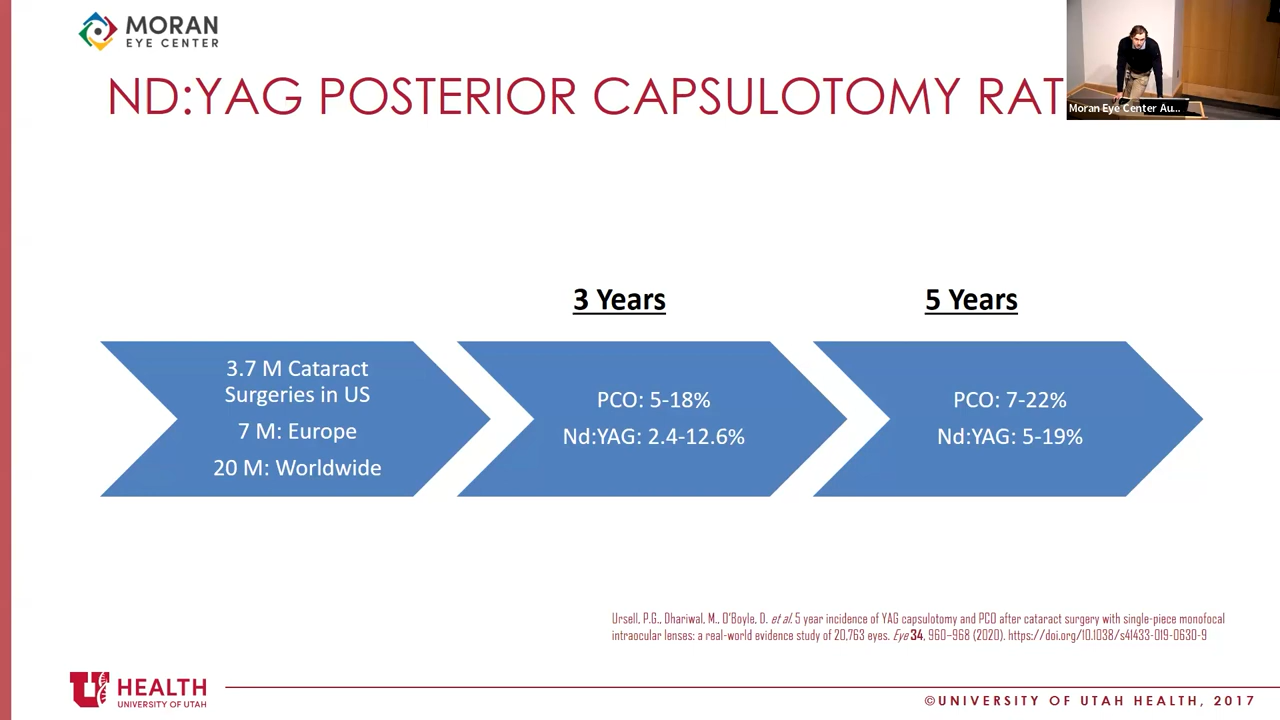 MORAN
EYE CENTER
ND:YAG POSTERIOR CAPSULOTOMY RAT
Moran Eye Center Au...
3 Years
5 Years
3.7 M Cataract
Surgeries in US
7 M: Europe
20 M: Worldwide
PCO: 5-18%
Nd:YAG: 2.4-12.6%
PCO: 7-22%
Nd:YAG: 5-19%
Ursell, P.G., Dhariwal, M., O'Boyle, D. et al. 5 year incidence of YAG capsulotomy and PCO after cataract surgery with single-piece monofocal
intraocular lenses: a real-world evidence study of 20,763 eyes. Eye 34, 960–968 (2020). https://doi.org/10.1038/s41433-019-0630-9
U HEALTH
UNIVERSITY OF UTAH
©UNIVERSITY OF UTAH HEALTH, 2017